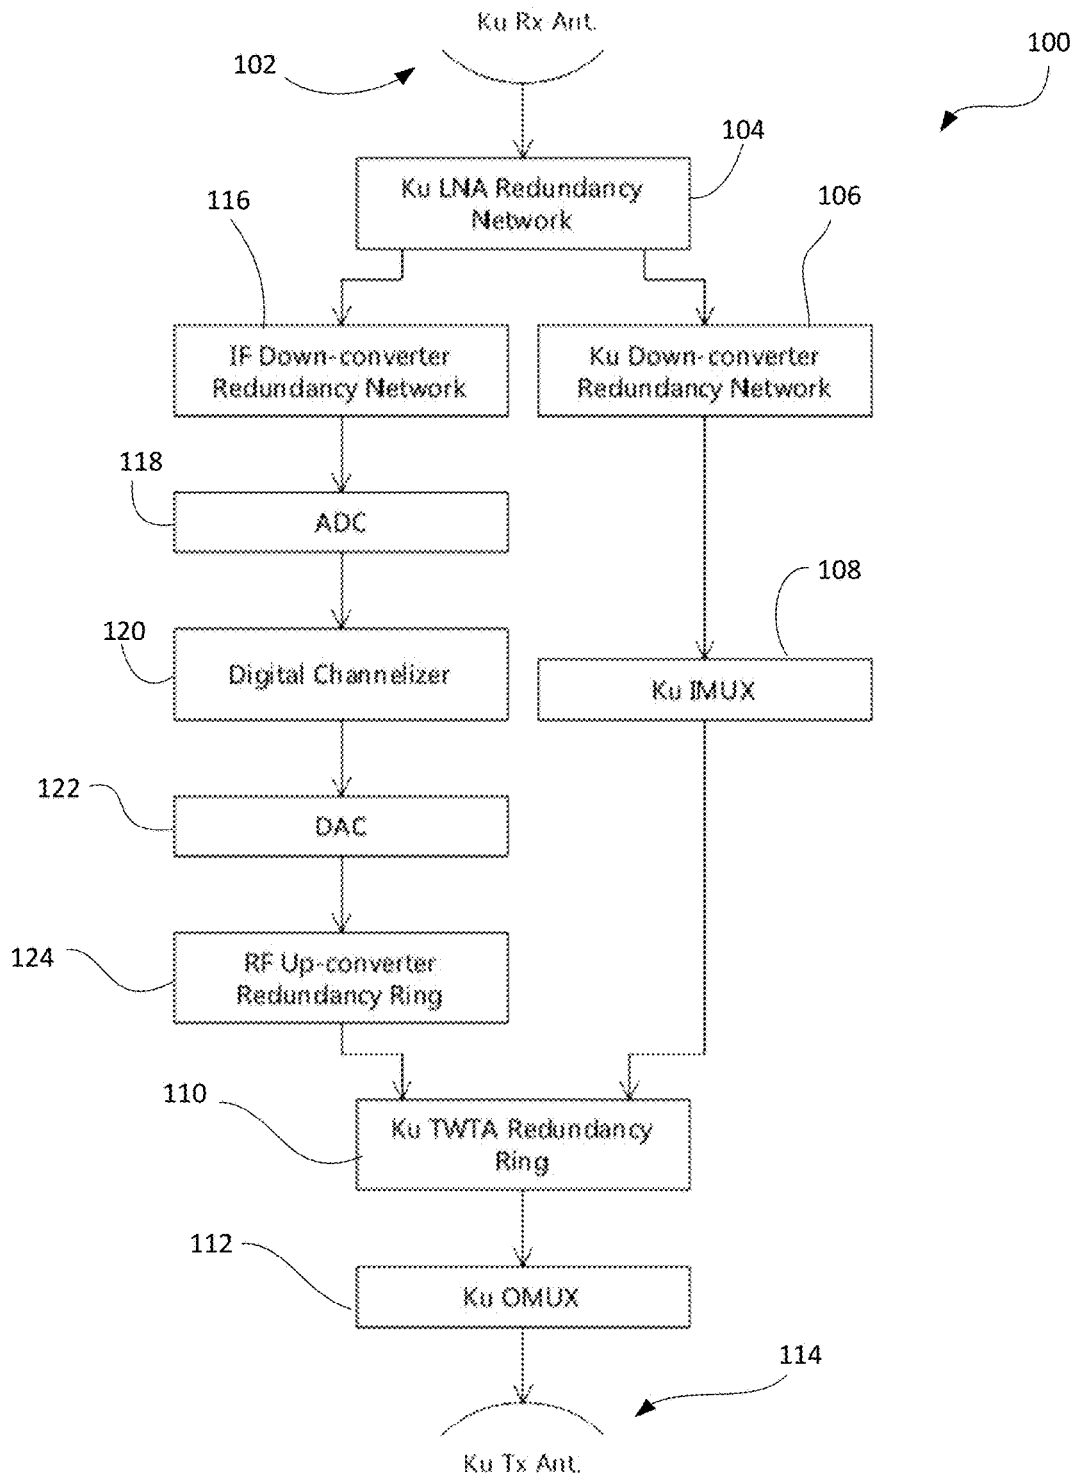 Ku Rx Ant.
102
100
104
Ku LNA Redundancy
Network
116
106
IF Down-converter
Redundancy Network
Ku Down-converter
Redundancy Network
118
ADC
108
120
Digital Channelizer
Ku IMUX
122
DAC
124
RF Up-converter
Redundancy Ring
110
Ku TWTA Redundancy
Ring
112
Ku OMUX
114
Ku Tx Ant.